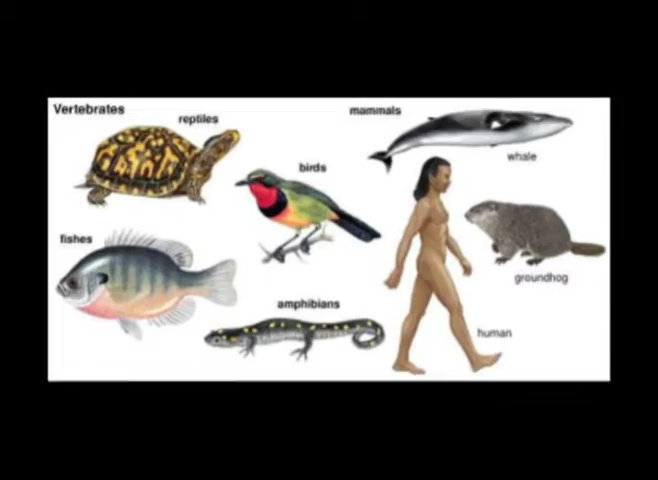 Vertebrates
reptiles
mammals
whale
birds
fishes
groundhog
amphibians
human